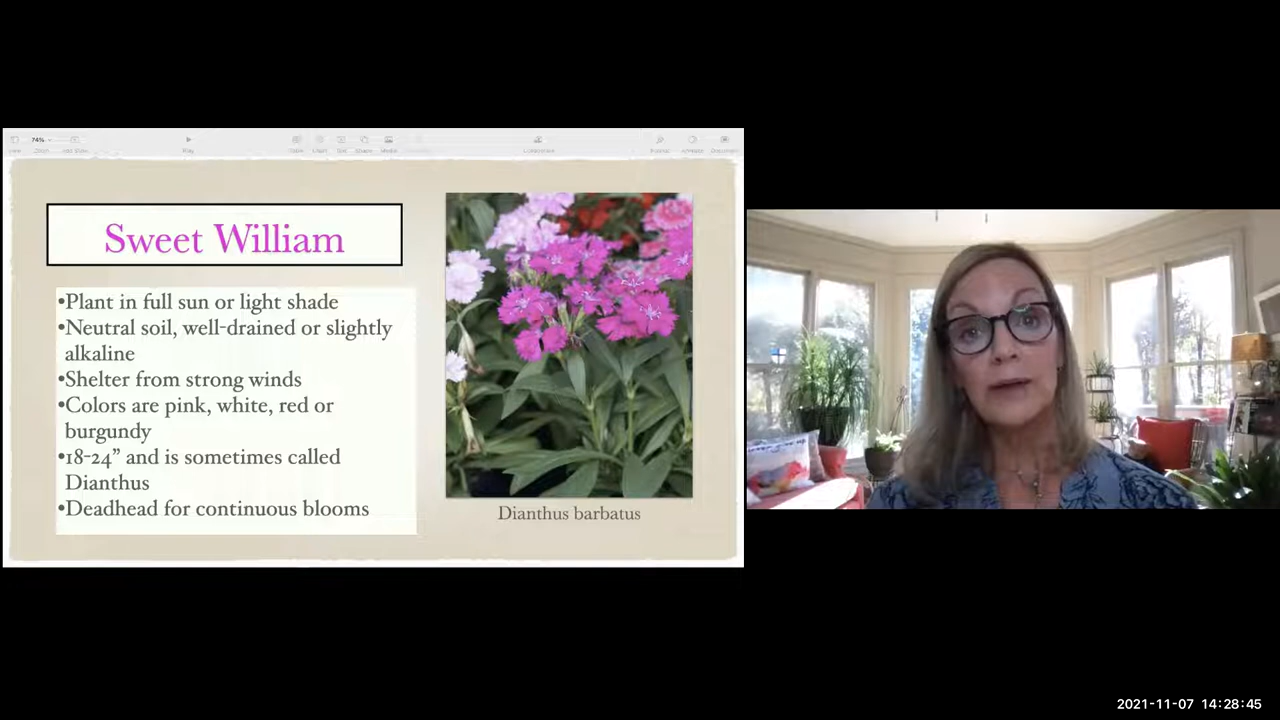 74%
Play
Sweet William
•Plant in full sun or light shade
•Neutral soil, well-drained or slightly
alkaline
•Shelter from strong winds
•Colors are pink, white, red or
burgundy
•18-24” and is sometimes called
Dianthus
•Deadhead for continuous blooms
Dianthus barbatus
2021-11-07 14:28:45